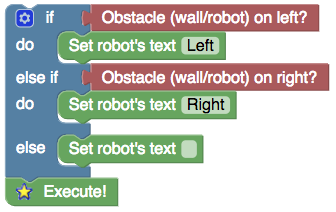 if Obstacle (wall/robot) on left?
do Set robot's text Left
else if Obstacle (wall/robot) on right?
do Set robot's text Right
else Set robot's text
Execute!